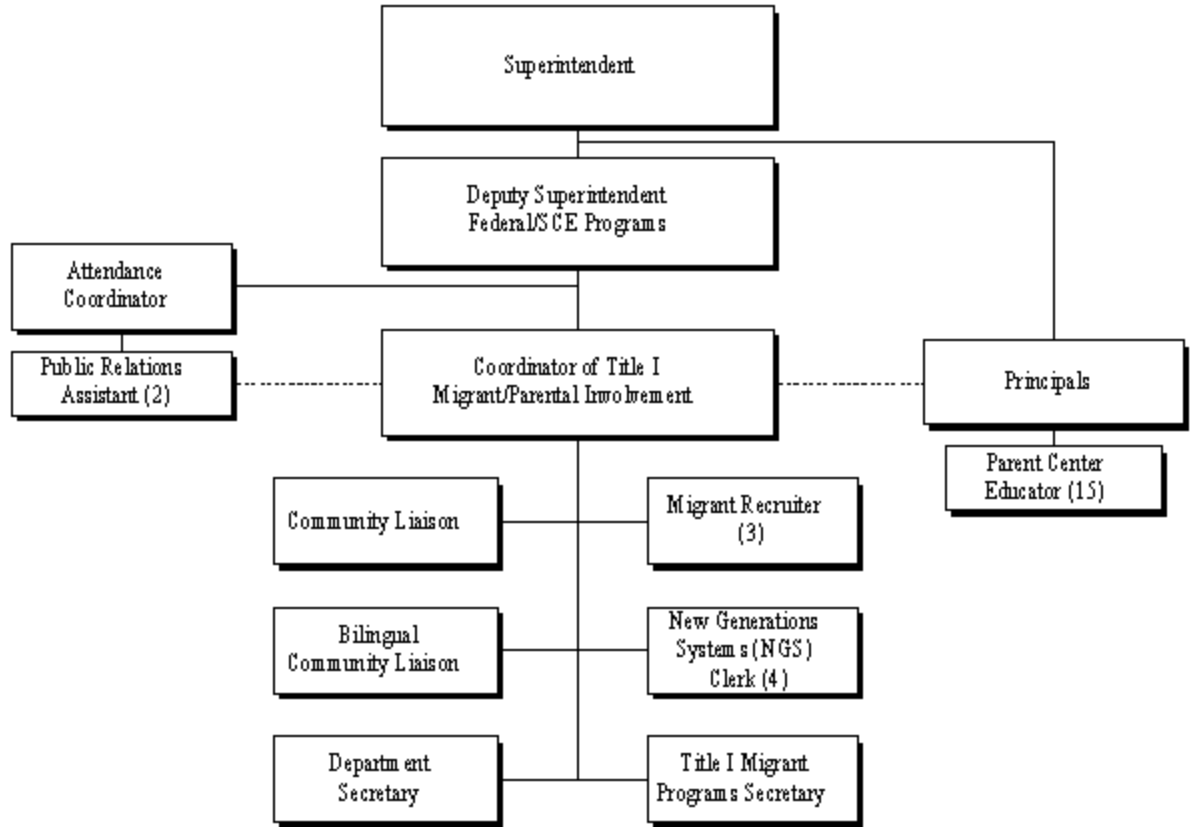 Superintendent
Deputy Superintendent
Federal/SCE Programs
Attendance
Coordinator
Public Relations
Assistant (2)
Coordinator of Title I
Migrant/Parental Involvement
Principals
Parent Center
Educator (15)
Community Liaison
Migrant Recruiter
(3)
Bilingual
Community Liaison
New Generations
Systems (NGS)
Clerk (4)
Department
Secretary
Title I Migrant
Programs Secretary